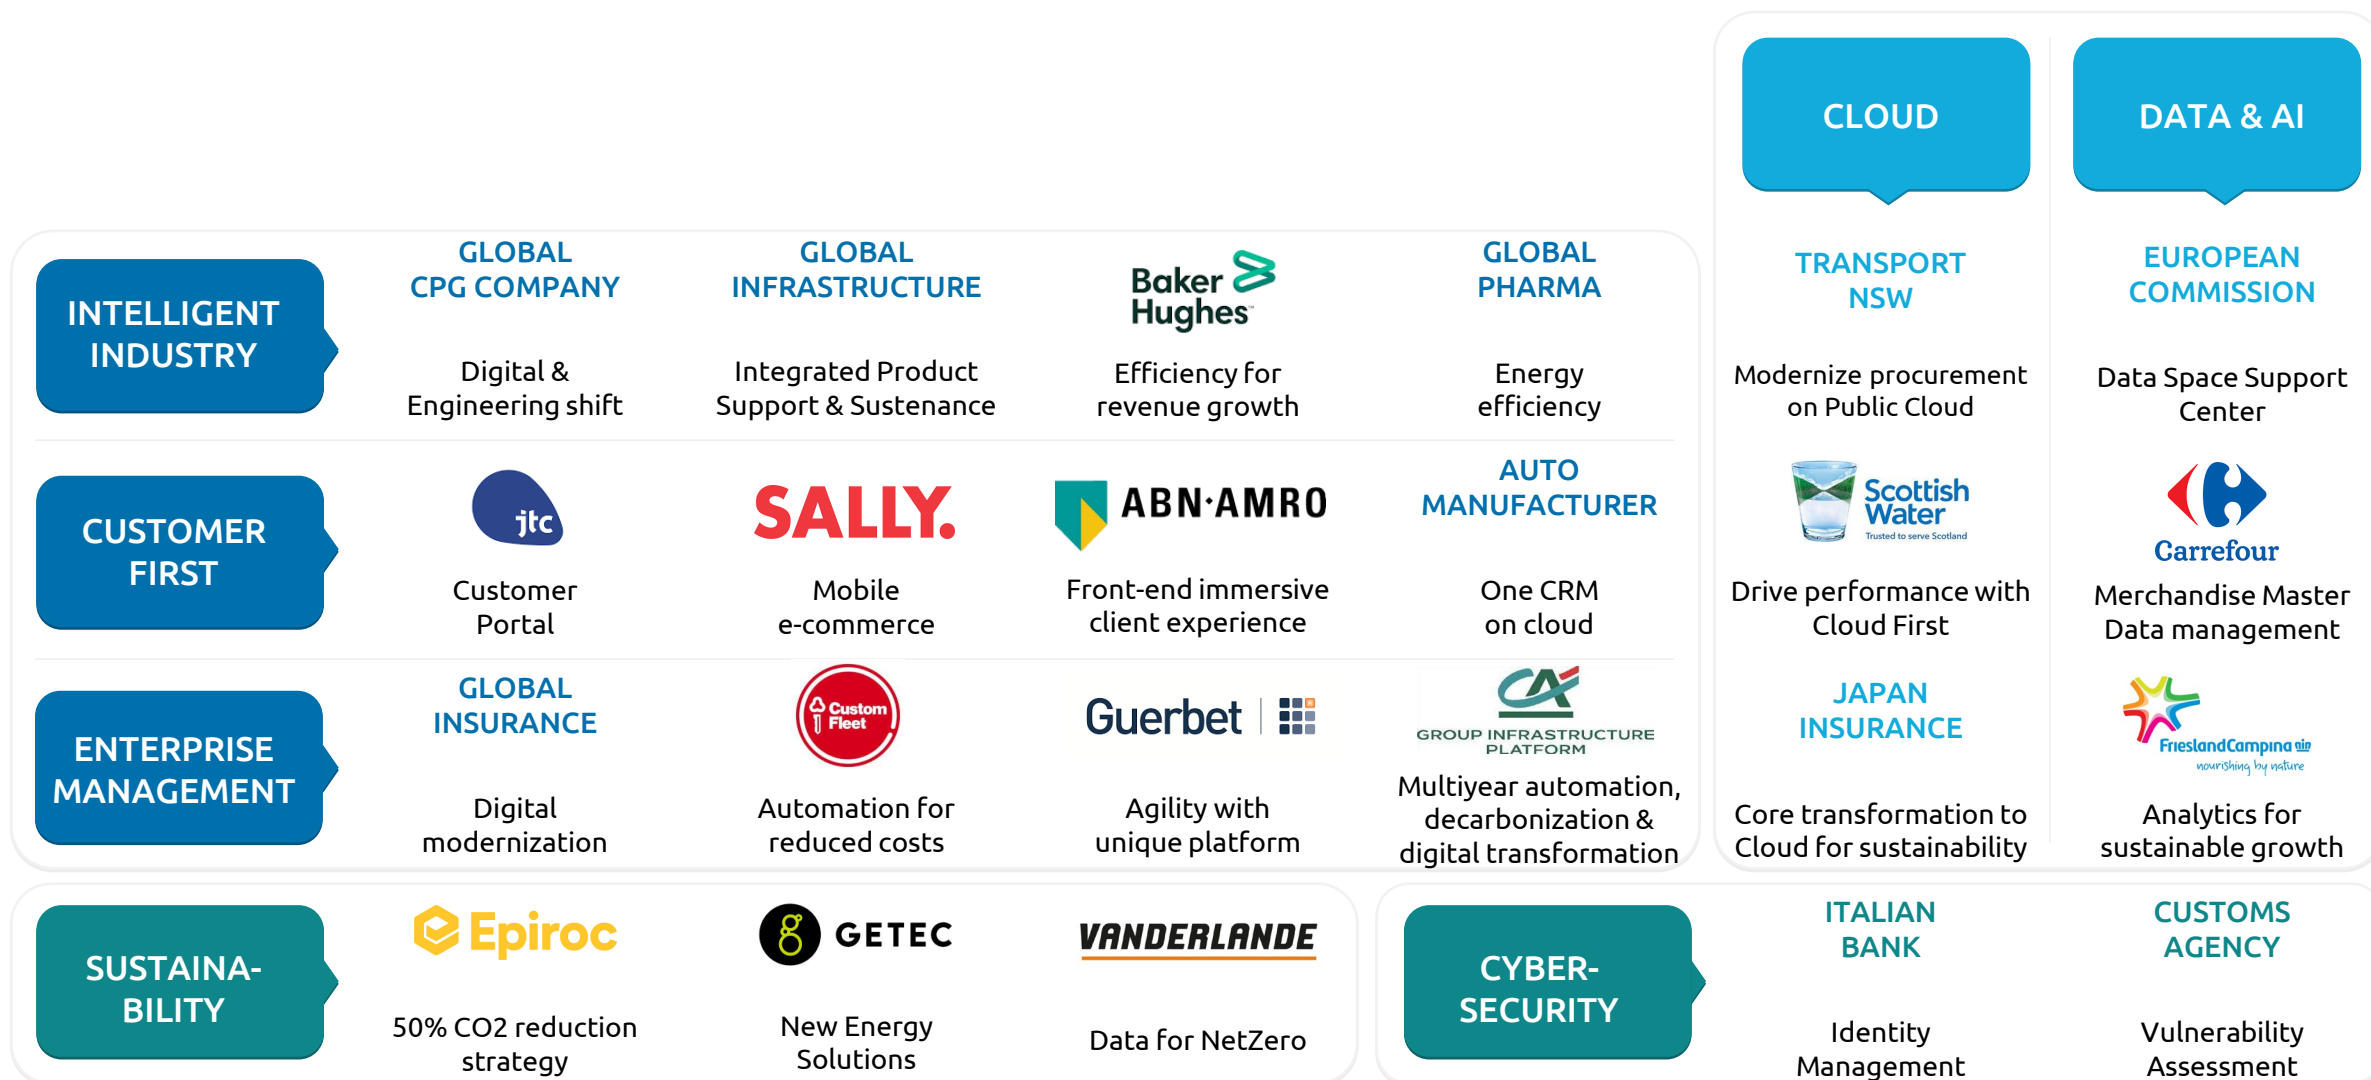 CLOUD
DATA & AI
INTELLIGENT
INDUSTRY
GLOBAL
CPG COMPANY
Digital &
Engineering shift
GLOBAL
INFRASTRUCTURE
Integrated Product
Support & Sustenance
Baker
Hughes
Efficiency for
revenue growth
GLOBAL
PHARMA
Energy
efficiency
TRANSPORT
NSW
Modernize procurement
on Public Cloud
EUROPEAN
COMMISSION
Data Space Support
Center
CUSTOMER
FIRST
jtc
Customer
Portal
SALLY.
Mobile
e-commerce
ABN·AMRO
Front-end immersive
client experience
AUTO
MANUFACTURER
One CRM
on cloud
Scottish
Water
Trusted to serve Scotland
Drive performance with
Cloud First
Carrefour
Merchandise Master
Data management
ENTERPRISE
MANAGEMENT
GLOBAL
INSURANCE
Digital
modernization
Custom
Fleet
Automation for
reduced costs
Guerbet
Agility with
unique platform
CA
GROUP INFRASTRUCTURE
PLATFORM
Multiyear automation,
decarbonization &
digital transformation
JAPAN
INSURANCE
Core transformation to
Cloud for sustainability
FrieslandCampina
nourishing by nature
Analytics for
sustainable growth
SUSTAINA-
BILITY
Epiroc
50% CO2 reduction
strategy
g GETEC
New Energy
Solutions
VANDERLANDE
Data for NetZero
CYBER-
SECURITY
ITALIAN
BANK
Identity
Management
CUSTOMS
AGENCY
Vulnerability
Assessment